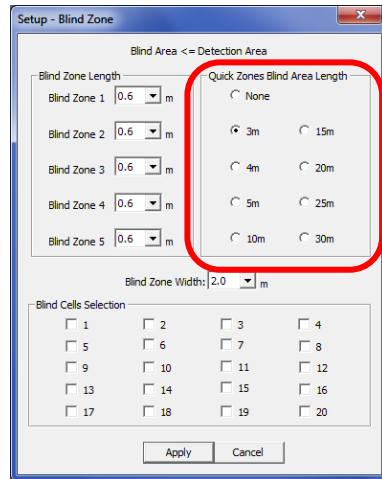 Setup - Blind Zone
Blind Area <= Detection Area
Blind Zone Length
Blind Zone 1 0.6 m
Blind Zone 2 0.6 m
Blind Zone 3 0.6 m
Blind Zone 4 0.6 m
Blind Zone 5 0.6 m
Quick Zones Blind Area Length
None
3m 15m
4m 20m
5m 25m
10m 30m
Blind Zone Width: 2.0 m
Blind Cells Selection
1 2 3 4
5 6 7 8
9 10 11 12
13 14 15 16
17 18 19 20
Apply Cancel